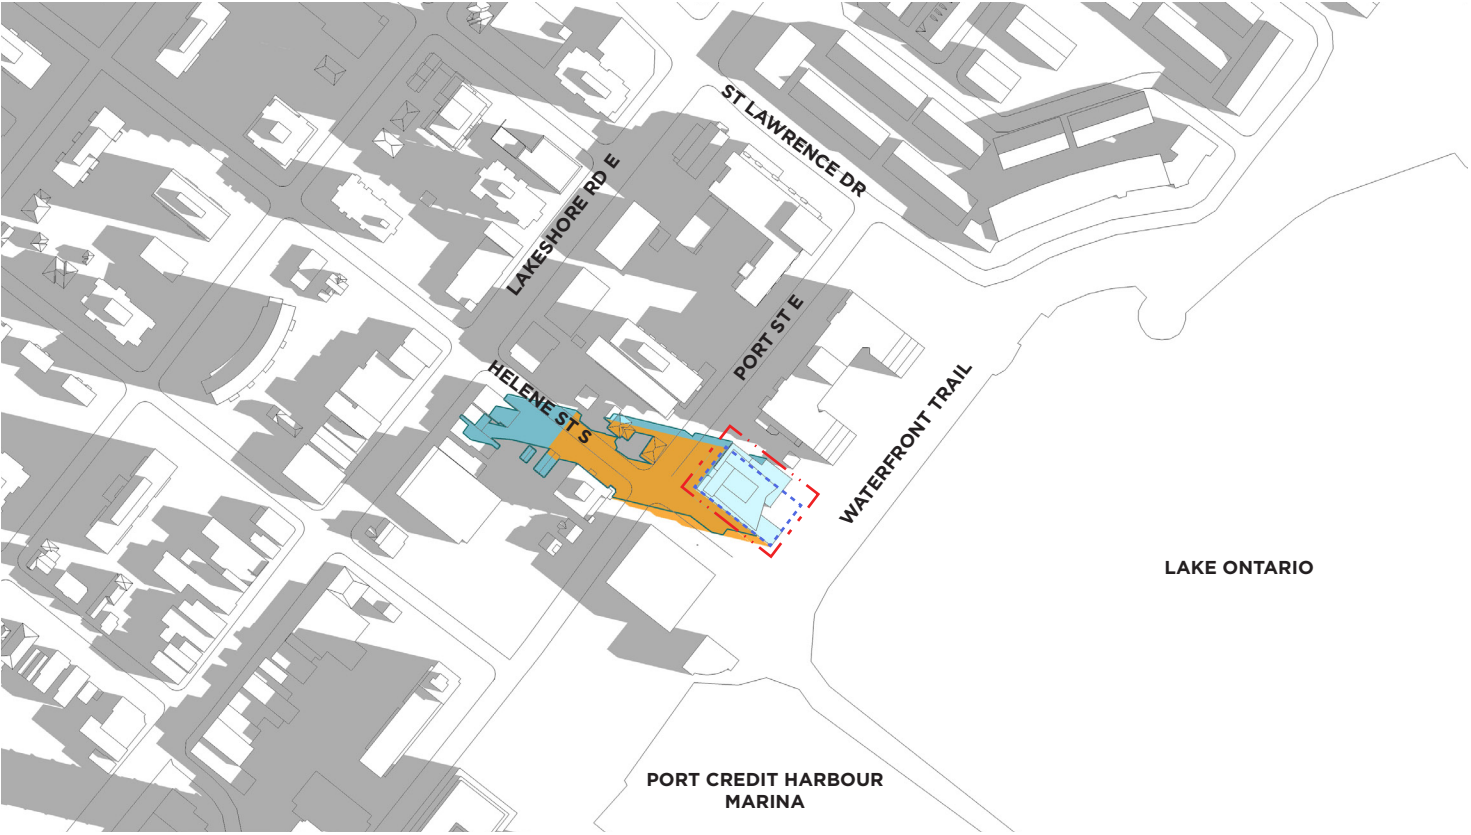 ST LAWRENCE DR
LAKESHORE RD E
PORT ST E
HELENE ST S
WATERFRONT TRAIL
LAKE ONTARIO
PORT CREDIT HARBOUR
MARINA